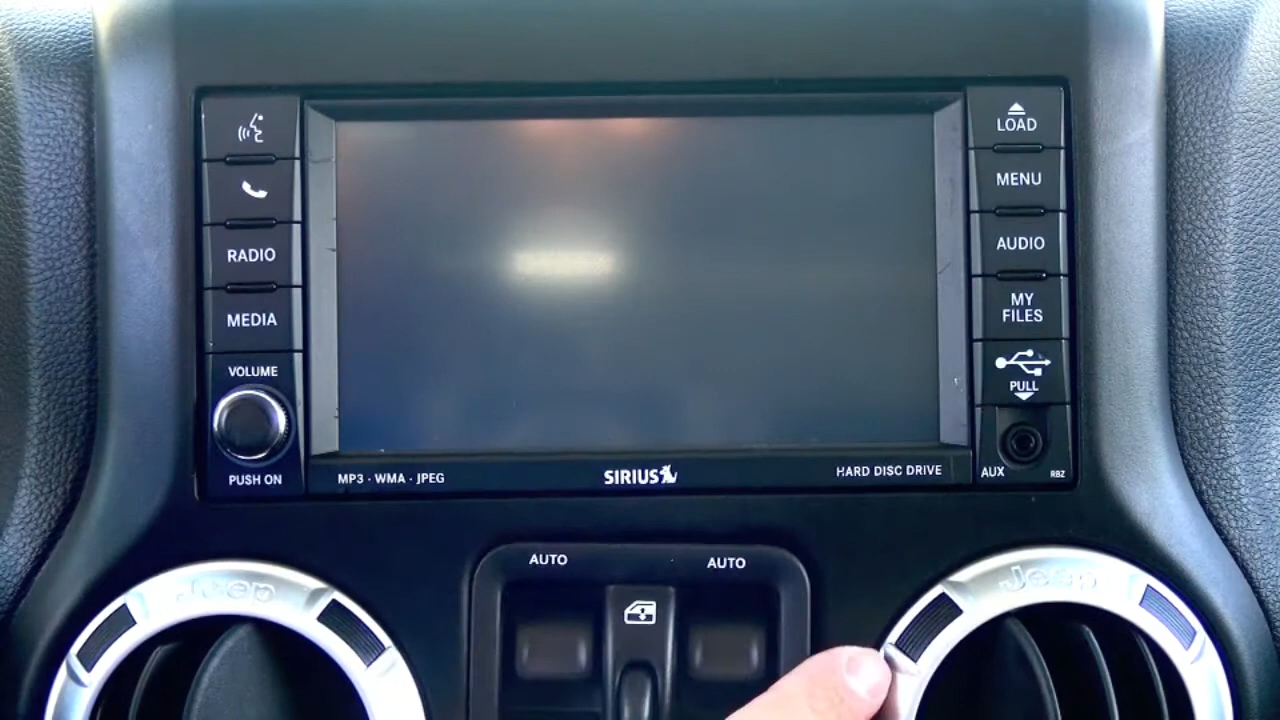 LOAD
MENU
RADIO
AUDIO
MEDIA
MY
FILES
VOLUME
PULL
PUSH ON
MP3 · WMA · JPEG
SIRIUS
HARD DISC DRIVE
AUX
RBZ
AUTO
AUTO
Jeep
Jeep